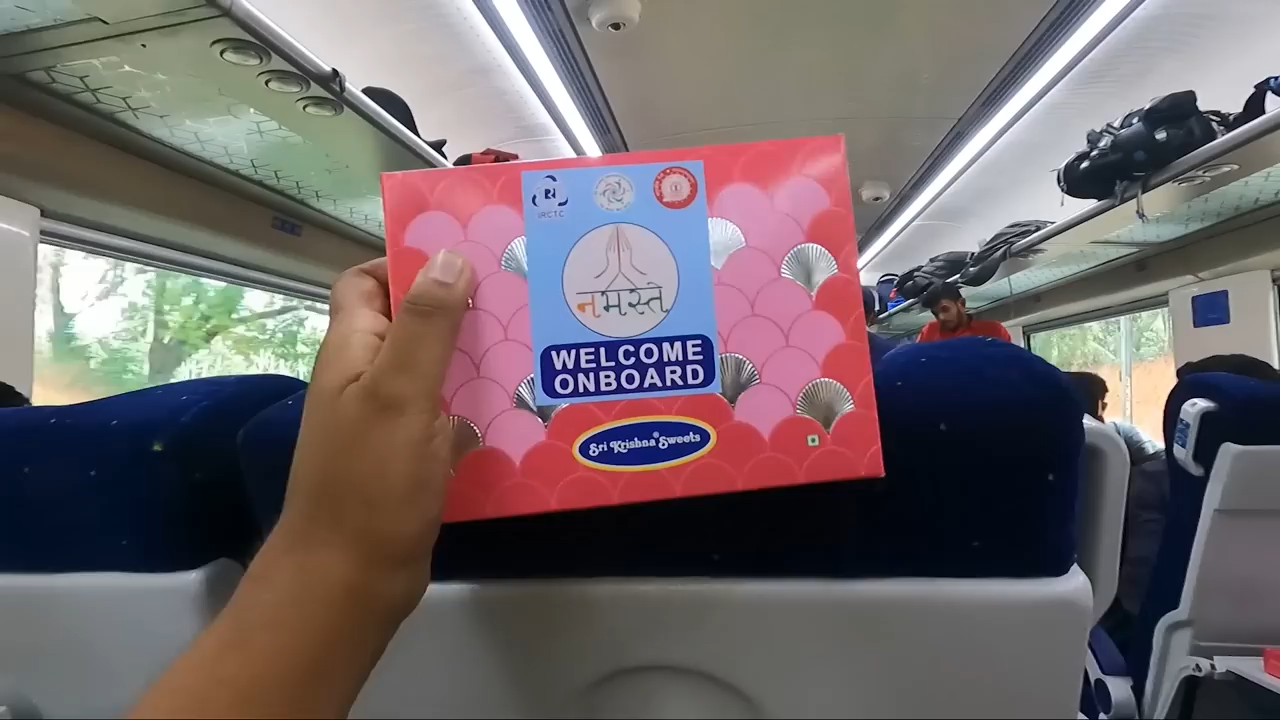 IRCTC
नमस्ते
WELCOME
ONBOARD
Sri Krishna® Sweets